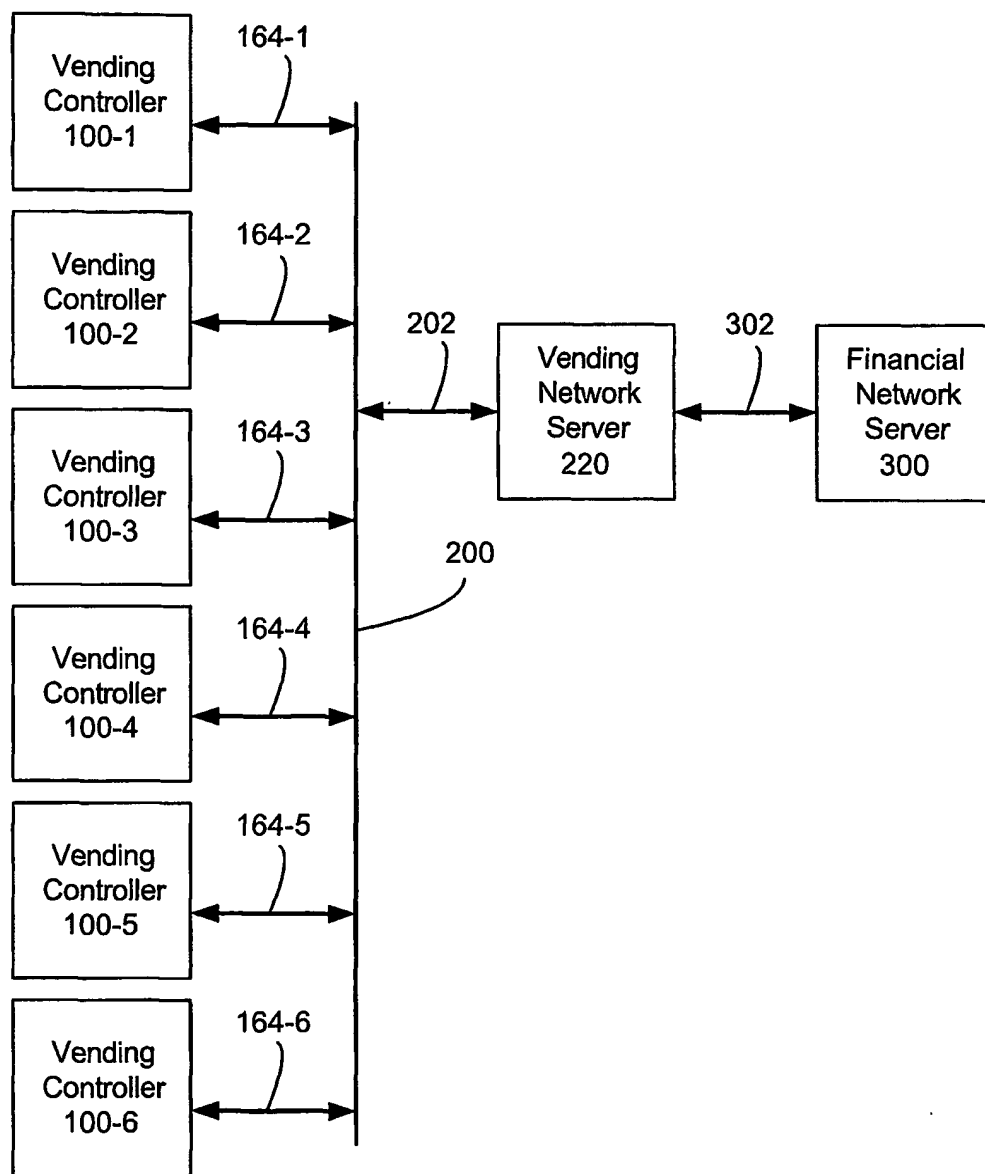 Vending
Controller
100-1
164-1
Vending
Controller
100-2
164-2
Vending
Controller
100-3
164-3
Vending
Controller
100-4
164-4
Vending
Controller
100-5
164-5
Vending
Controller
100-6
164-6
202
Vending
Network
Server
220
302
Financial
Network
Server
300
200